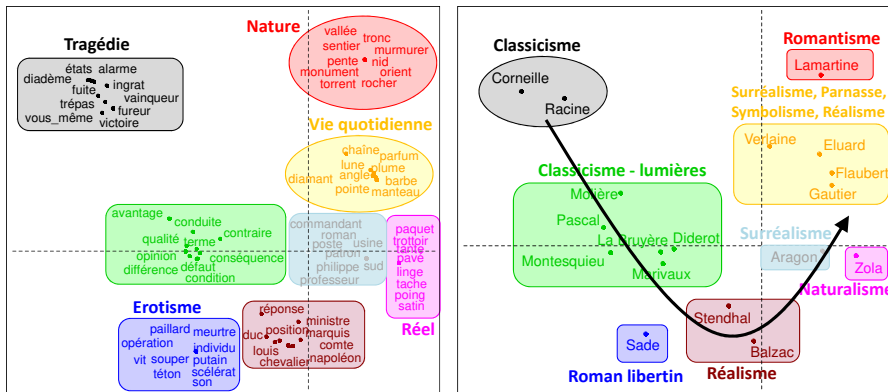 Tragédie
états alarme
diadème
fuite ingrat
vainqueur
trépas
fureur
vous_même
victoire
Nature
vallée
tronc
sentier
murmurer
pente
nid
monument
orient
torrent
rocher
Vie quotidienne
chaîne
parfum
lune
plume
diamant
angle
barbe
pointe
manteau
avantage
conduite
contraire
qualité
terme
opinion
conséquence
défaut
différence
condition
commandant
roman
poste
usine
patron
philippe
sud
professeur
paquet
trottoir
tante
pavé
linge
tache
poing
satin
Réel
Erotisme
paillard
meurtre
opération
individu
vit
souper
putain
téton
scélérat
son
réponse
ministre
duc
position
marquis
comte
louis
napoléon
chevalier
Classicisme
Corneille
Racine
Romantisme
Lamartine
Surréalisme, Parnasse,
Symbolisme, Réalisme
Verlaine
Eluard
Flaubert
Gautier
Classicisme - lumières
Molière
Pascal
La Bruyère
Diderot
Montesquieu
Marivaux
Surréalisme
Aragon
Zola
Naturalisme
Stendhal
Balzac
Réalisme
Sade
Roman libertin